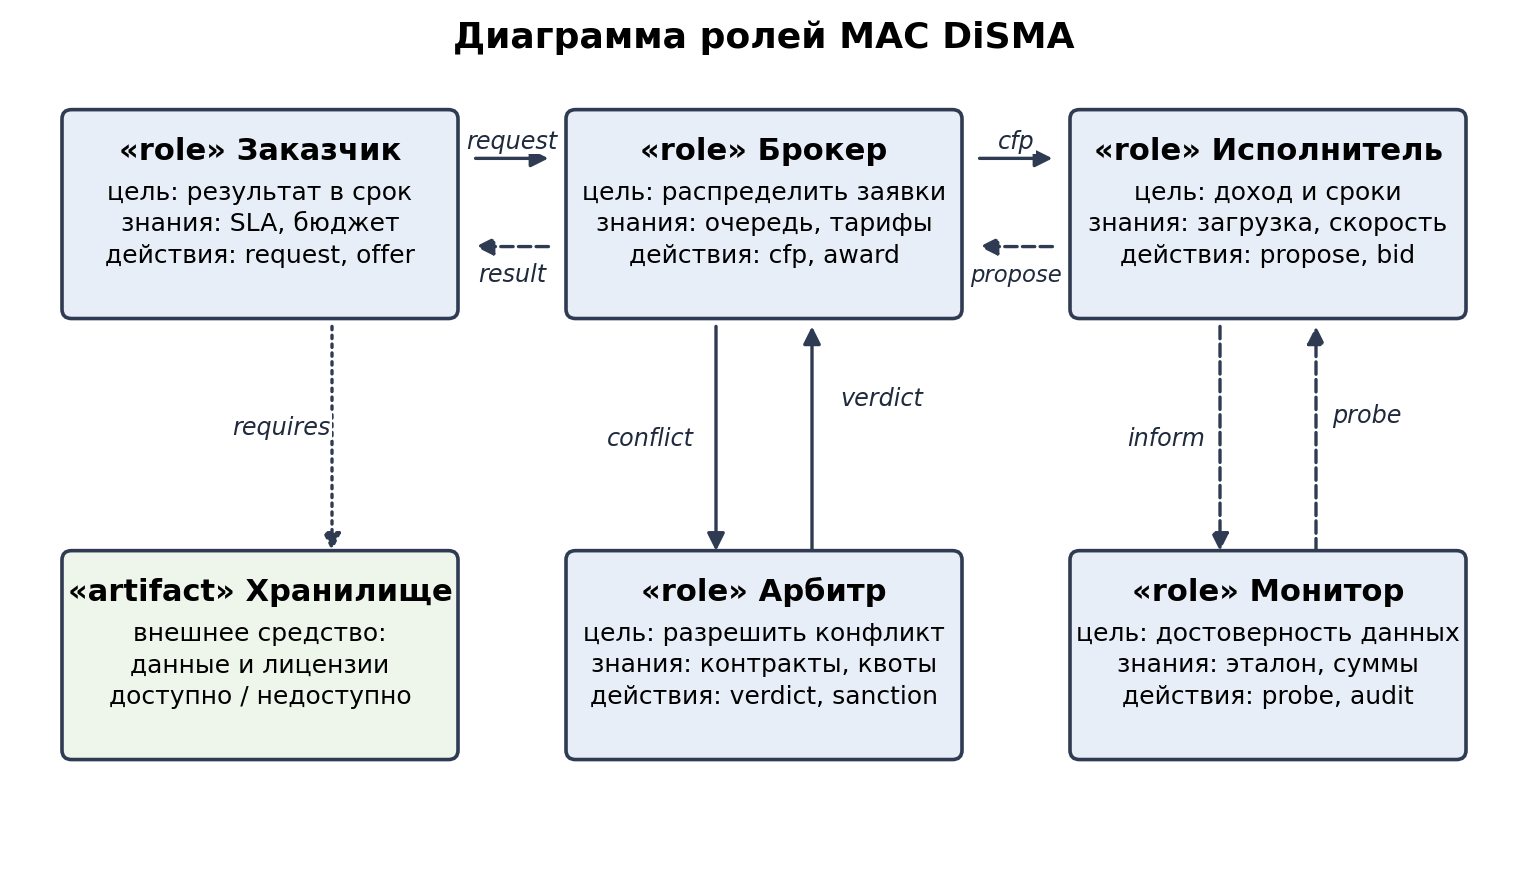 Диаграмма ролей МАС DiSMA
«role» Заказчик
цель: результат в срок
знания: SLA, бюджет
действия: request, offer
request
result
«role» Брокер
цель: распределить заявки
знания: очередь, тарифы
действия: cfp, award
cfp
propose
«role» Исполнитель
цель: доход и сроки
знания: загрузка, скорость
действия: propose, bid
requires
conflict
verdict
inform
probe
«artifact» Хранилище
внешнее средство:
данные и лицензии
доступно / недоступно
«role» Арбитр
цель: разрешить конфликт
знания: контракты, квоты
действия: verdict, sanction
«role» Монитор
цель: достоверность данных
знания: эталон, суммы
действия: probe, audit